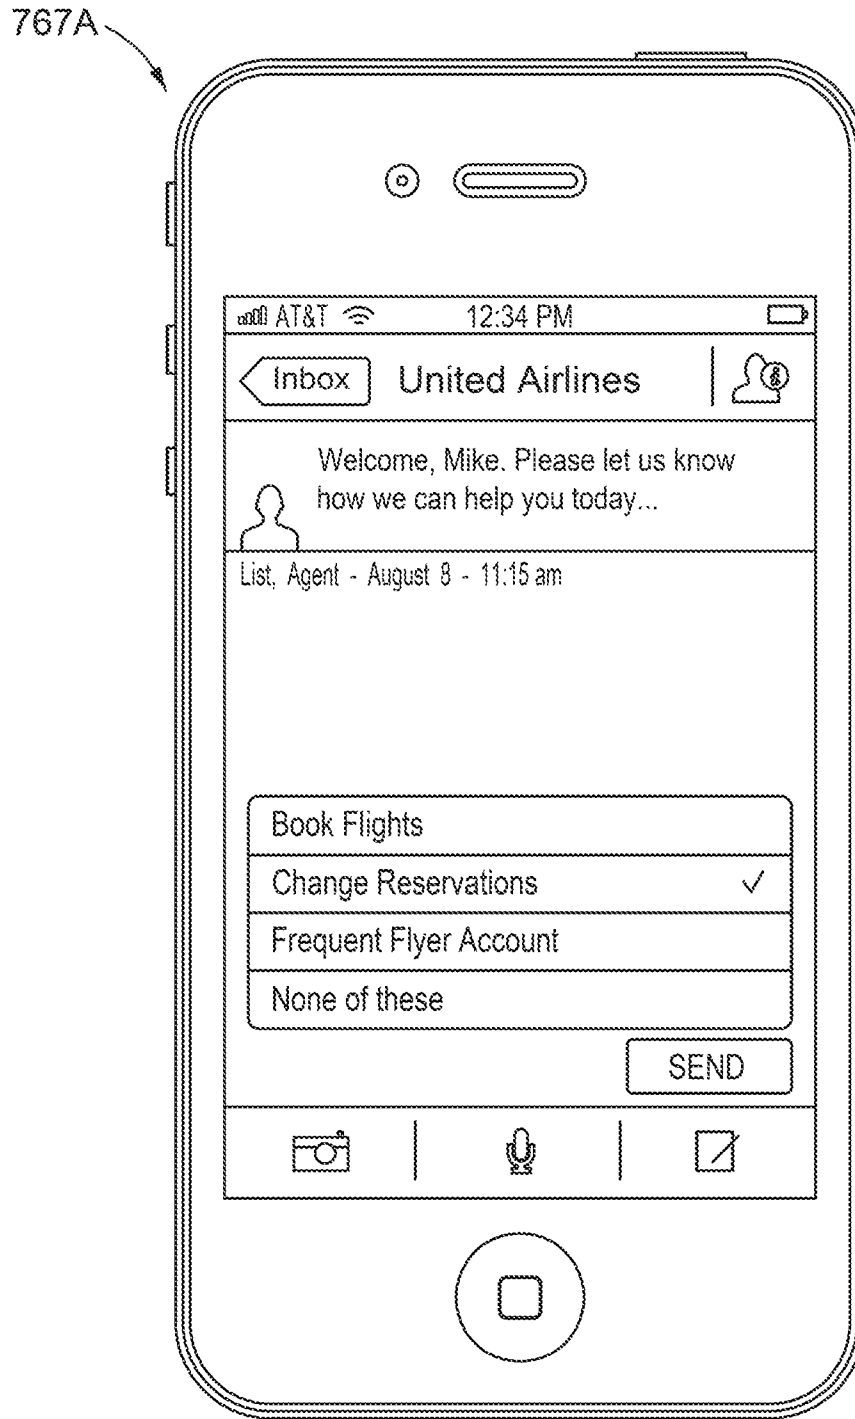 767A
AT&T 12:34 PM
Inbox United Airlines
Welcome, Mike. Please let us know
how we can help you today...
List, Agent - August 8 - 11:15 am
Book Flights
Change Reservations
Frequent Flyer Account
None of these
SEND